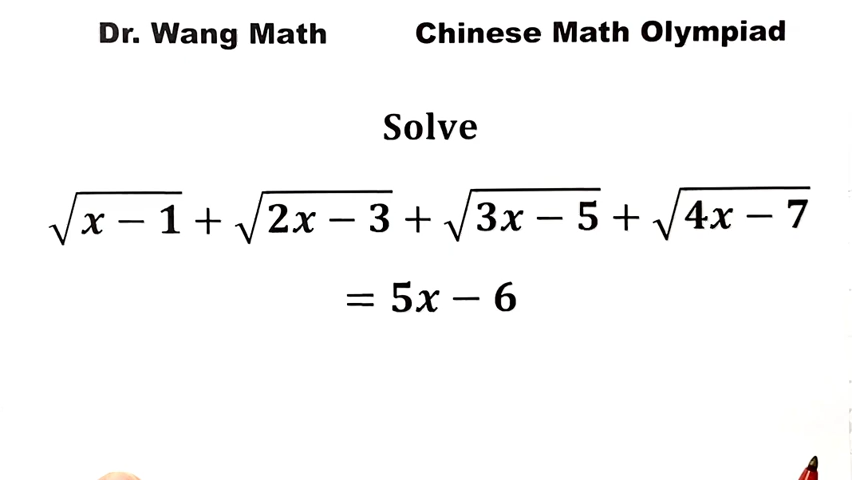 Dr. Wang Math Chinese Math Olympiad
Solve
√x − 1 + √2x − 3 + √3x − 5 + √4x − 7
= 5x − 6